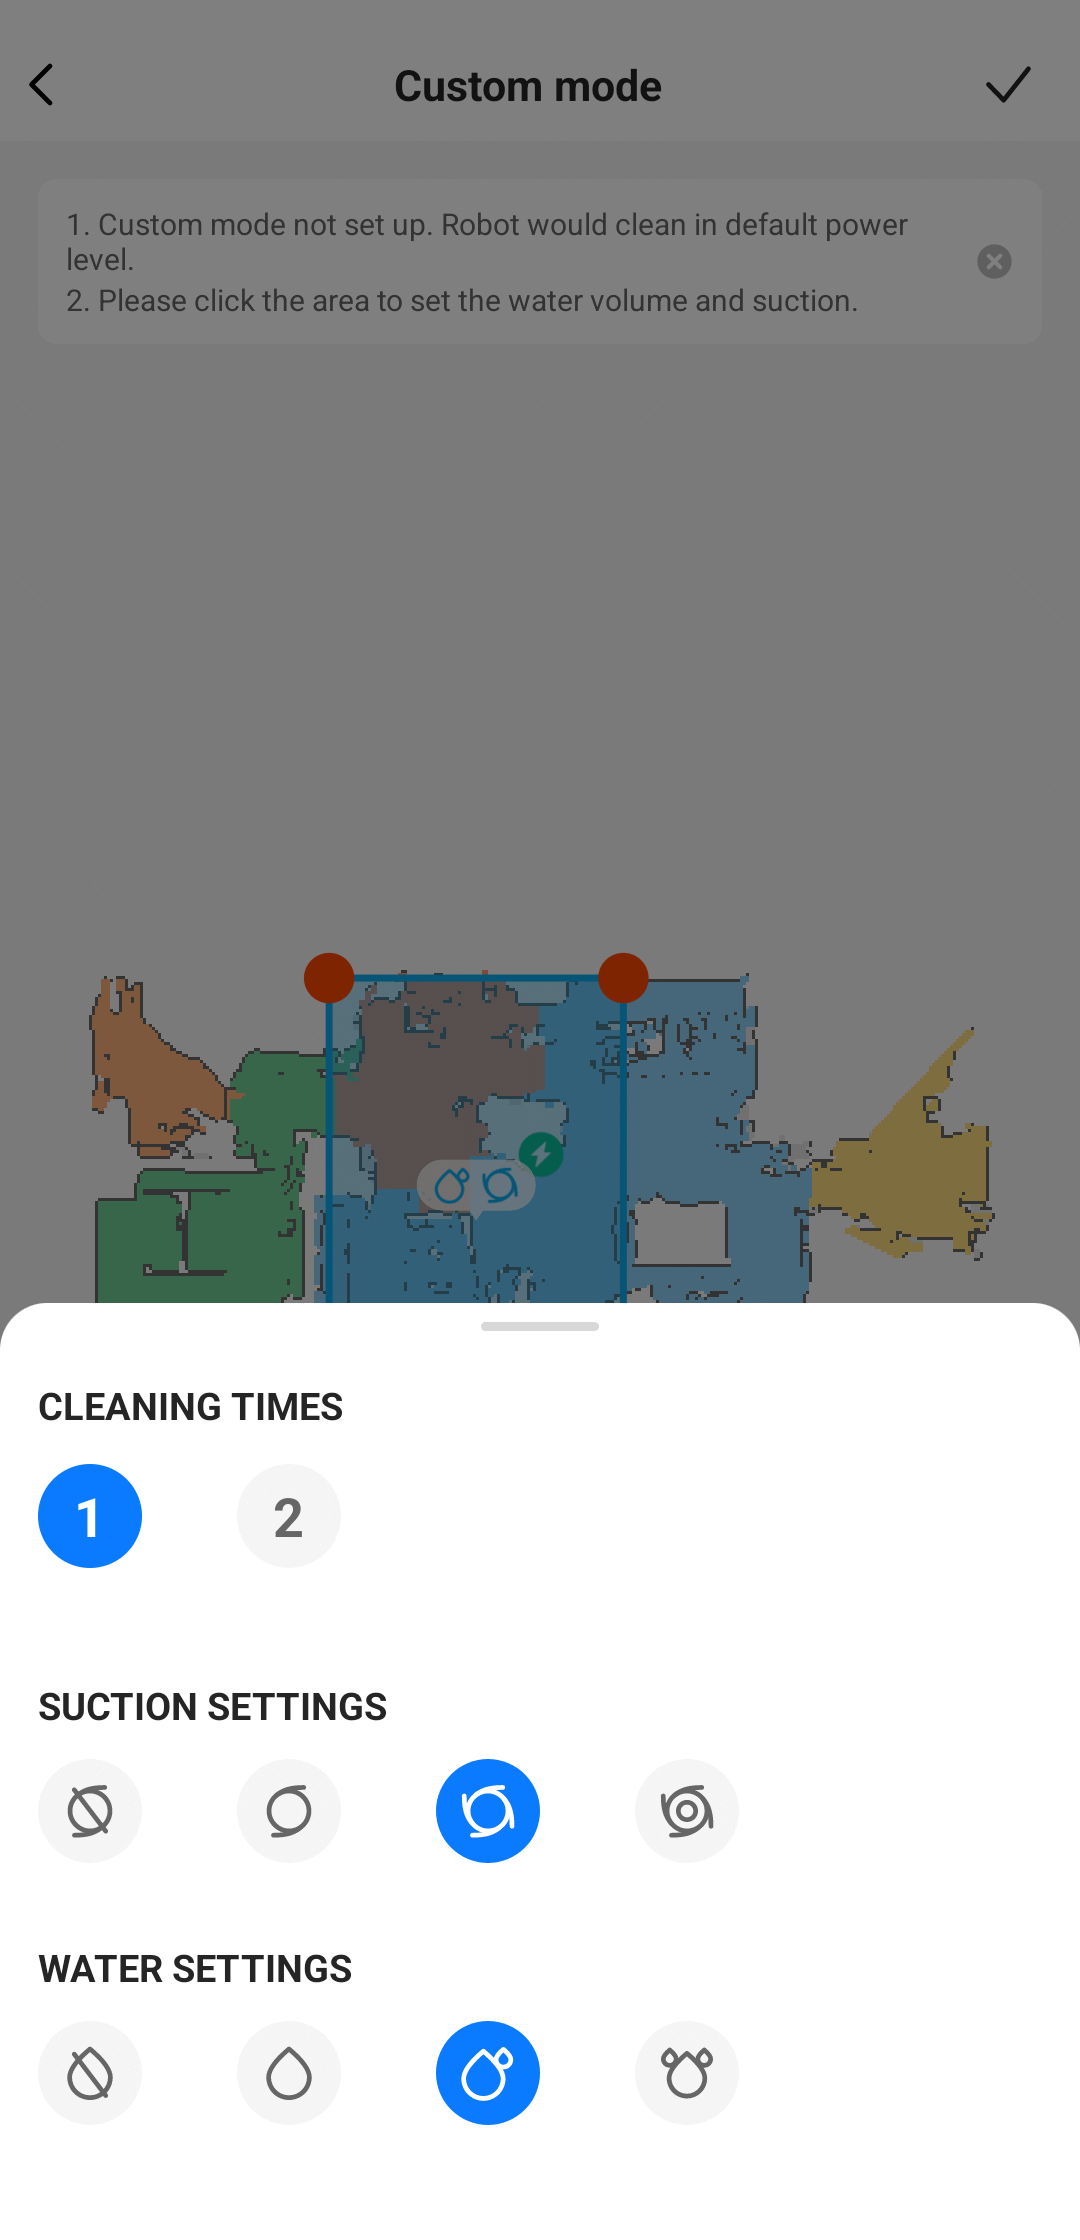 Custom mode
1. Custom mode not set up. Robot would clean in default power
level.
2. Please click the area to set the water volume and suction.
CLEANING TIMES
1
2
SUCTION SETTINGS
WATER SETTINGS